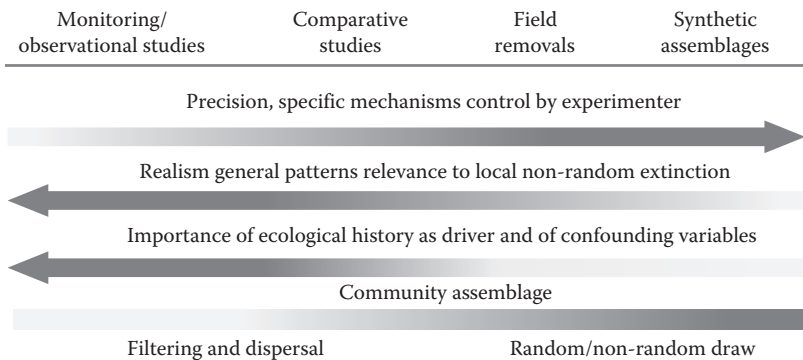 Monitoring/
observational studies
Comparative
studies
Field
removals
Synthetic
assemblages
Precision, specific mechanisms control by experimenter
Realism general patterns relevance to local non-random extinction
Importance of ecological history as driver and of confounding variables
Community assemblage
Filtering and dispersal
Random/non-random draw